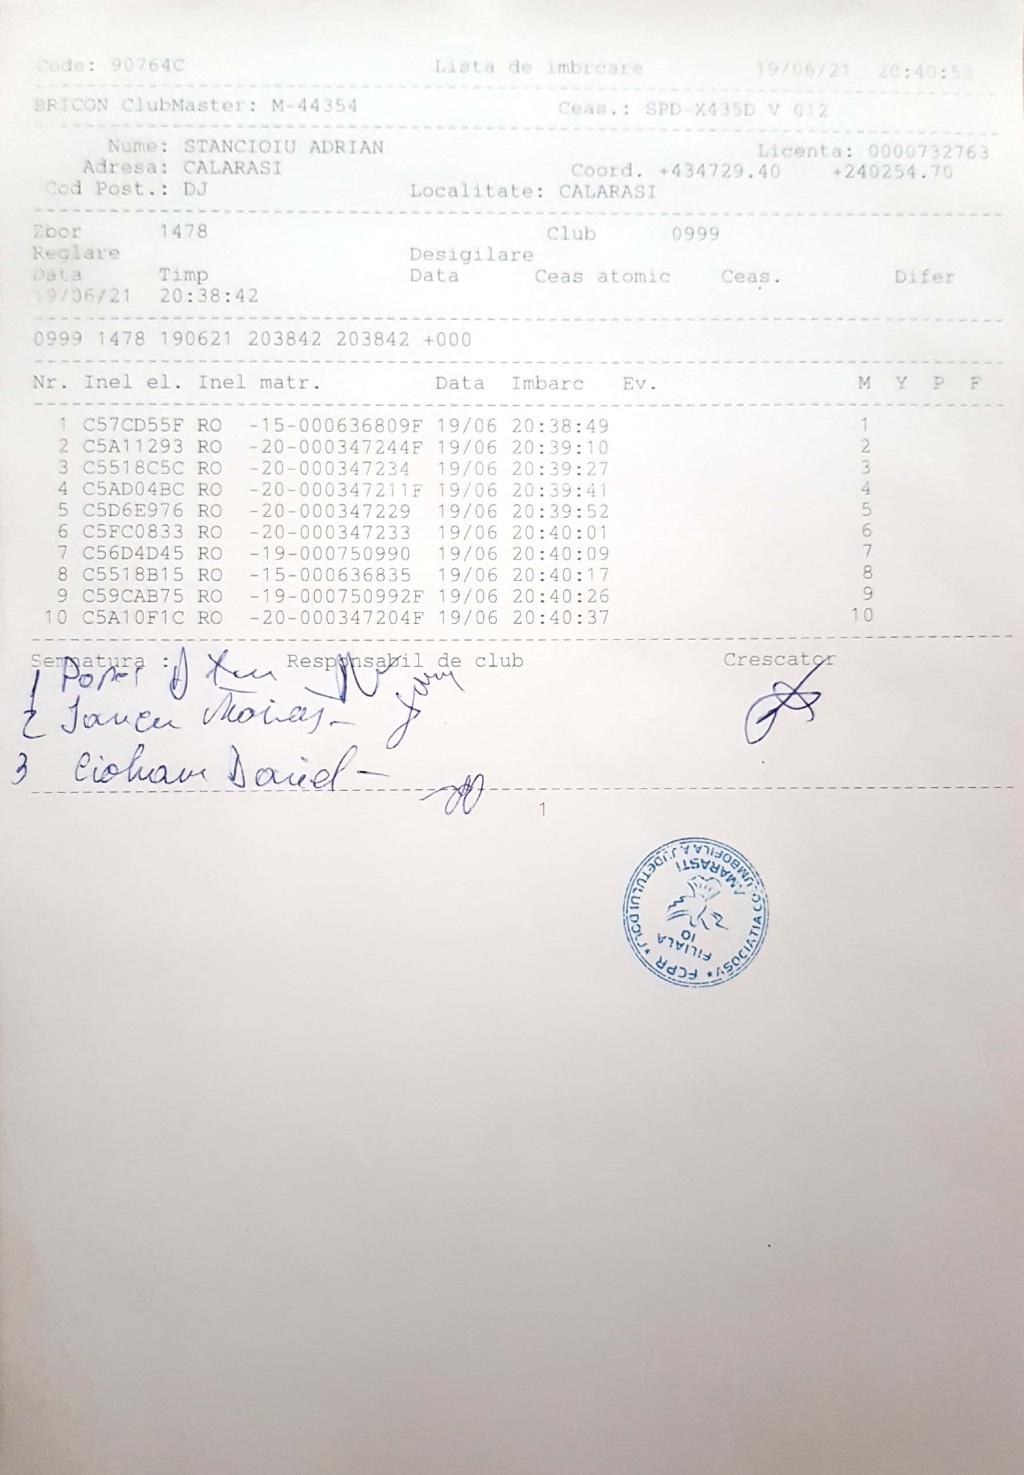 Code: 90764C Lista de imbrcare 19/06/21 20:40:53
BRICON ClubMaster: M-44354 Ceas.: SPD-X435D V 012
Nume: STANCIOIU ADRIAN Licenta: 0000732763
Adresa: CALARASI Coord. +434729.40 +240254.70
Cod Post.: DJ Localitate: CALARASI
Zbor 1478 Club 0999
Reglare Desigilare
Data Timp Data Ceas atomic Ceas. Difer
19/06/21 20:38:42
0999 1478 190621 203842 203842 +000
Nr. Inel el. Inel matr. Data Imbarc Ev. M Y P F
1 C57CD55F RO -15-000636809F 19/06 20:38:49 1
2 C5A11293 RO -20-000347244F 19/06 20:39:10 2
3 C5518C5C RO -20-000347234 19/06 20:39:27 3
4 C5AD04BC RO -20-000347211F 19/06 20:39:41 4
5 C5D6E976 RO -20-000347229 19/06 20:39:52 5
6 C5FC0833 RO -20-000347233 19/06 20:40:01 6
7 C56D4D45 RO -19-000750990 19/06 20:40:09 7
8 C5518B15 RO -15-000636835 19/06 20:40:17 8
9 C59CAB75 RO -19-000750992F 19/06 20:40:26 9
10 C5A10F1C RO -20-000347204F 19/06 20:40:37 10
Semnatura : Responsabil de club Crescator
1
2
3 Daniel
1
ASOCIATIA COLUMBOFILA A JUDETULUI DOLJ * FCPR *
FILIALA
10